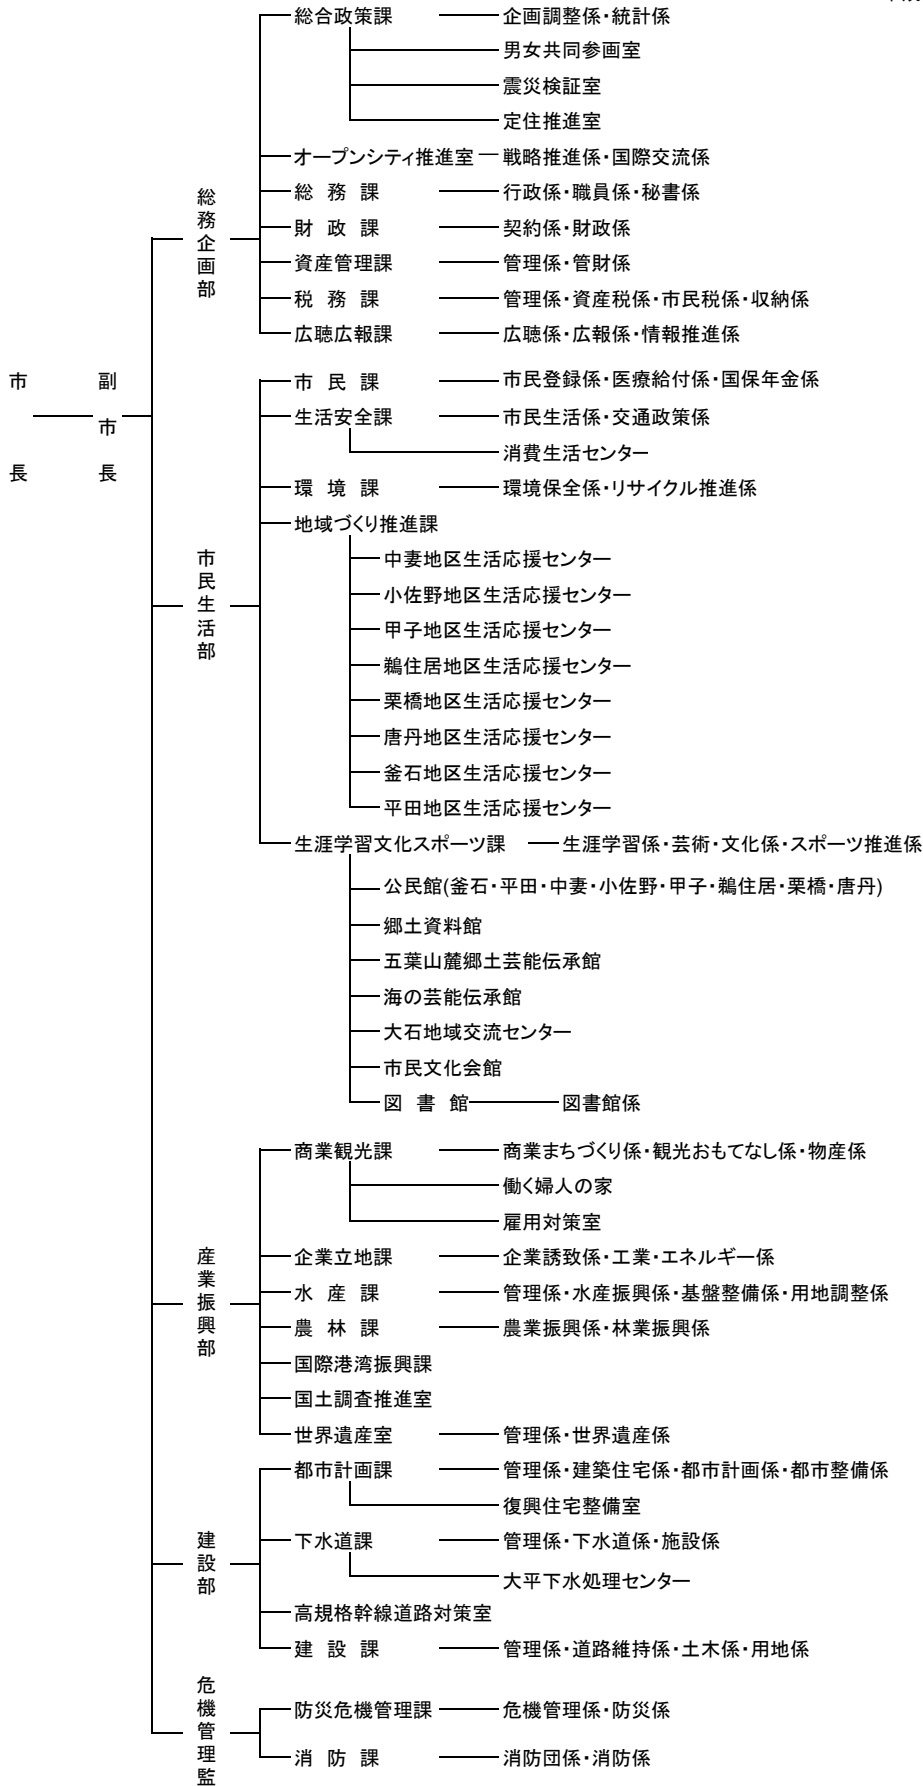 総合政策課 企画調整係・統計係
男女共同参画室
震災検証室
定住推進室
オープンシティ推進室 戦略推進係・国際交流係
総務課 行政係・職員係・秘書係
財政課 契約係・財政係
資産管理課 管理係・管財係
税務課 管理係・資産税係・市民税係・収納係
広聴広報課 広聴係・広報係・情報推進係
総務企画部
市長
副市長
市民課 市民登録係・医療給付係・国保年金係
生活安全課 市民生活係・交通政策係
消費生活センター
環境課 環境保全係・リサイクル推進係
地域づくり推進課
中妻地区生活応援センター
小佐野地区生活応援センター
甲子地区生活応援センター
鵜住居地区生活応援センター
栗橋地区生活応援センター
唐丹地区生活応援センター
釜石地区生活応援センター
平田地区生活応援センター
市民生活部
生涯学習文化スポーツ課 生涯学習係・芸術・文化係・スポーツ推進係
公民館(釜石・平田・中妻・小佐野・甲子・鵜住居・栗橋・唐丹)
郷土資料館
五葉山麓郷土芸能伝承館
海の芸能伝承館
大石地域交流センター
市民文化会館
図書館 図書館係
商業観光課 商業まちづくり係・観光おもてなし係・物産係
働く婦人の家
雇用対策室
企業立地課 企業誘致係・工業・エネルギー係
水産課 管理係・水産振興係・基盤整備係・用地調整係
農林課 農業振興係・林業振興係
国際港湾振興課
国土調査推進室
世界遺産室 管理係・世界遺産係
産業振興部
都市計画課 管理係・建築住宅係・都市計画係・都市整備係
復興住宅整備室
下水道課 管理係・下水道係・施設係
大平下水処理センター
高規格幹線道路対策室
建設課 管理係・道路維持係・土木係・用地係
建設部
防災危機管理課 危機管理係・防災係
消防課 消防団係・消防係
危機管理監